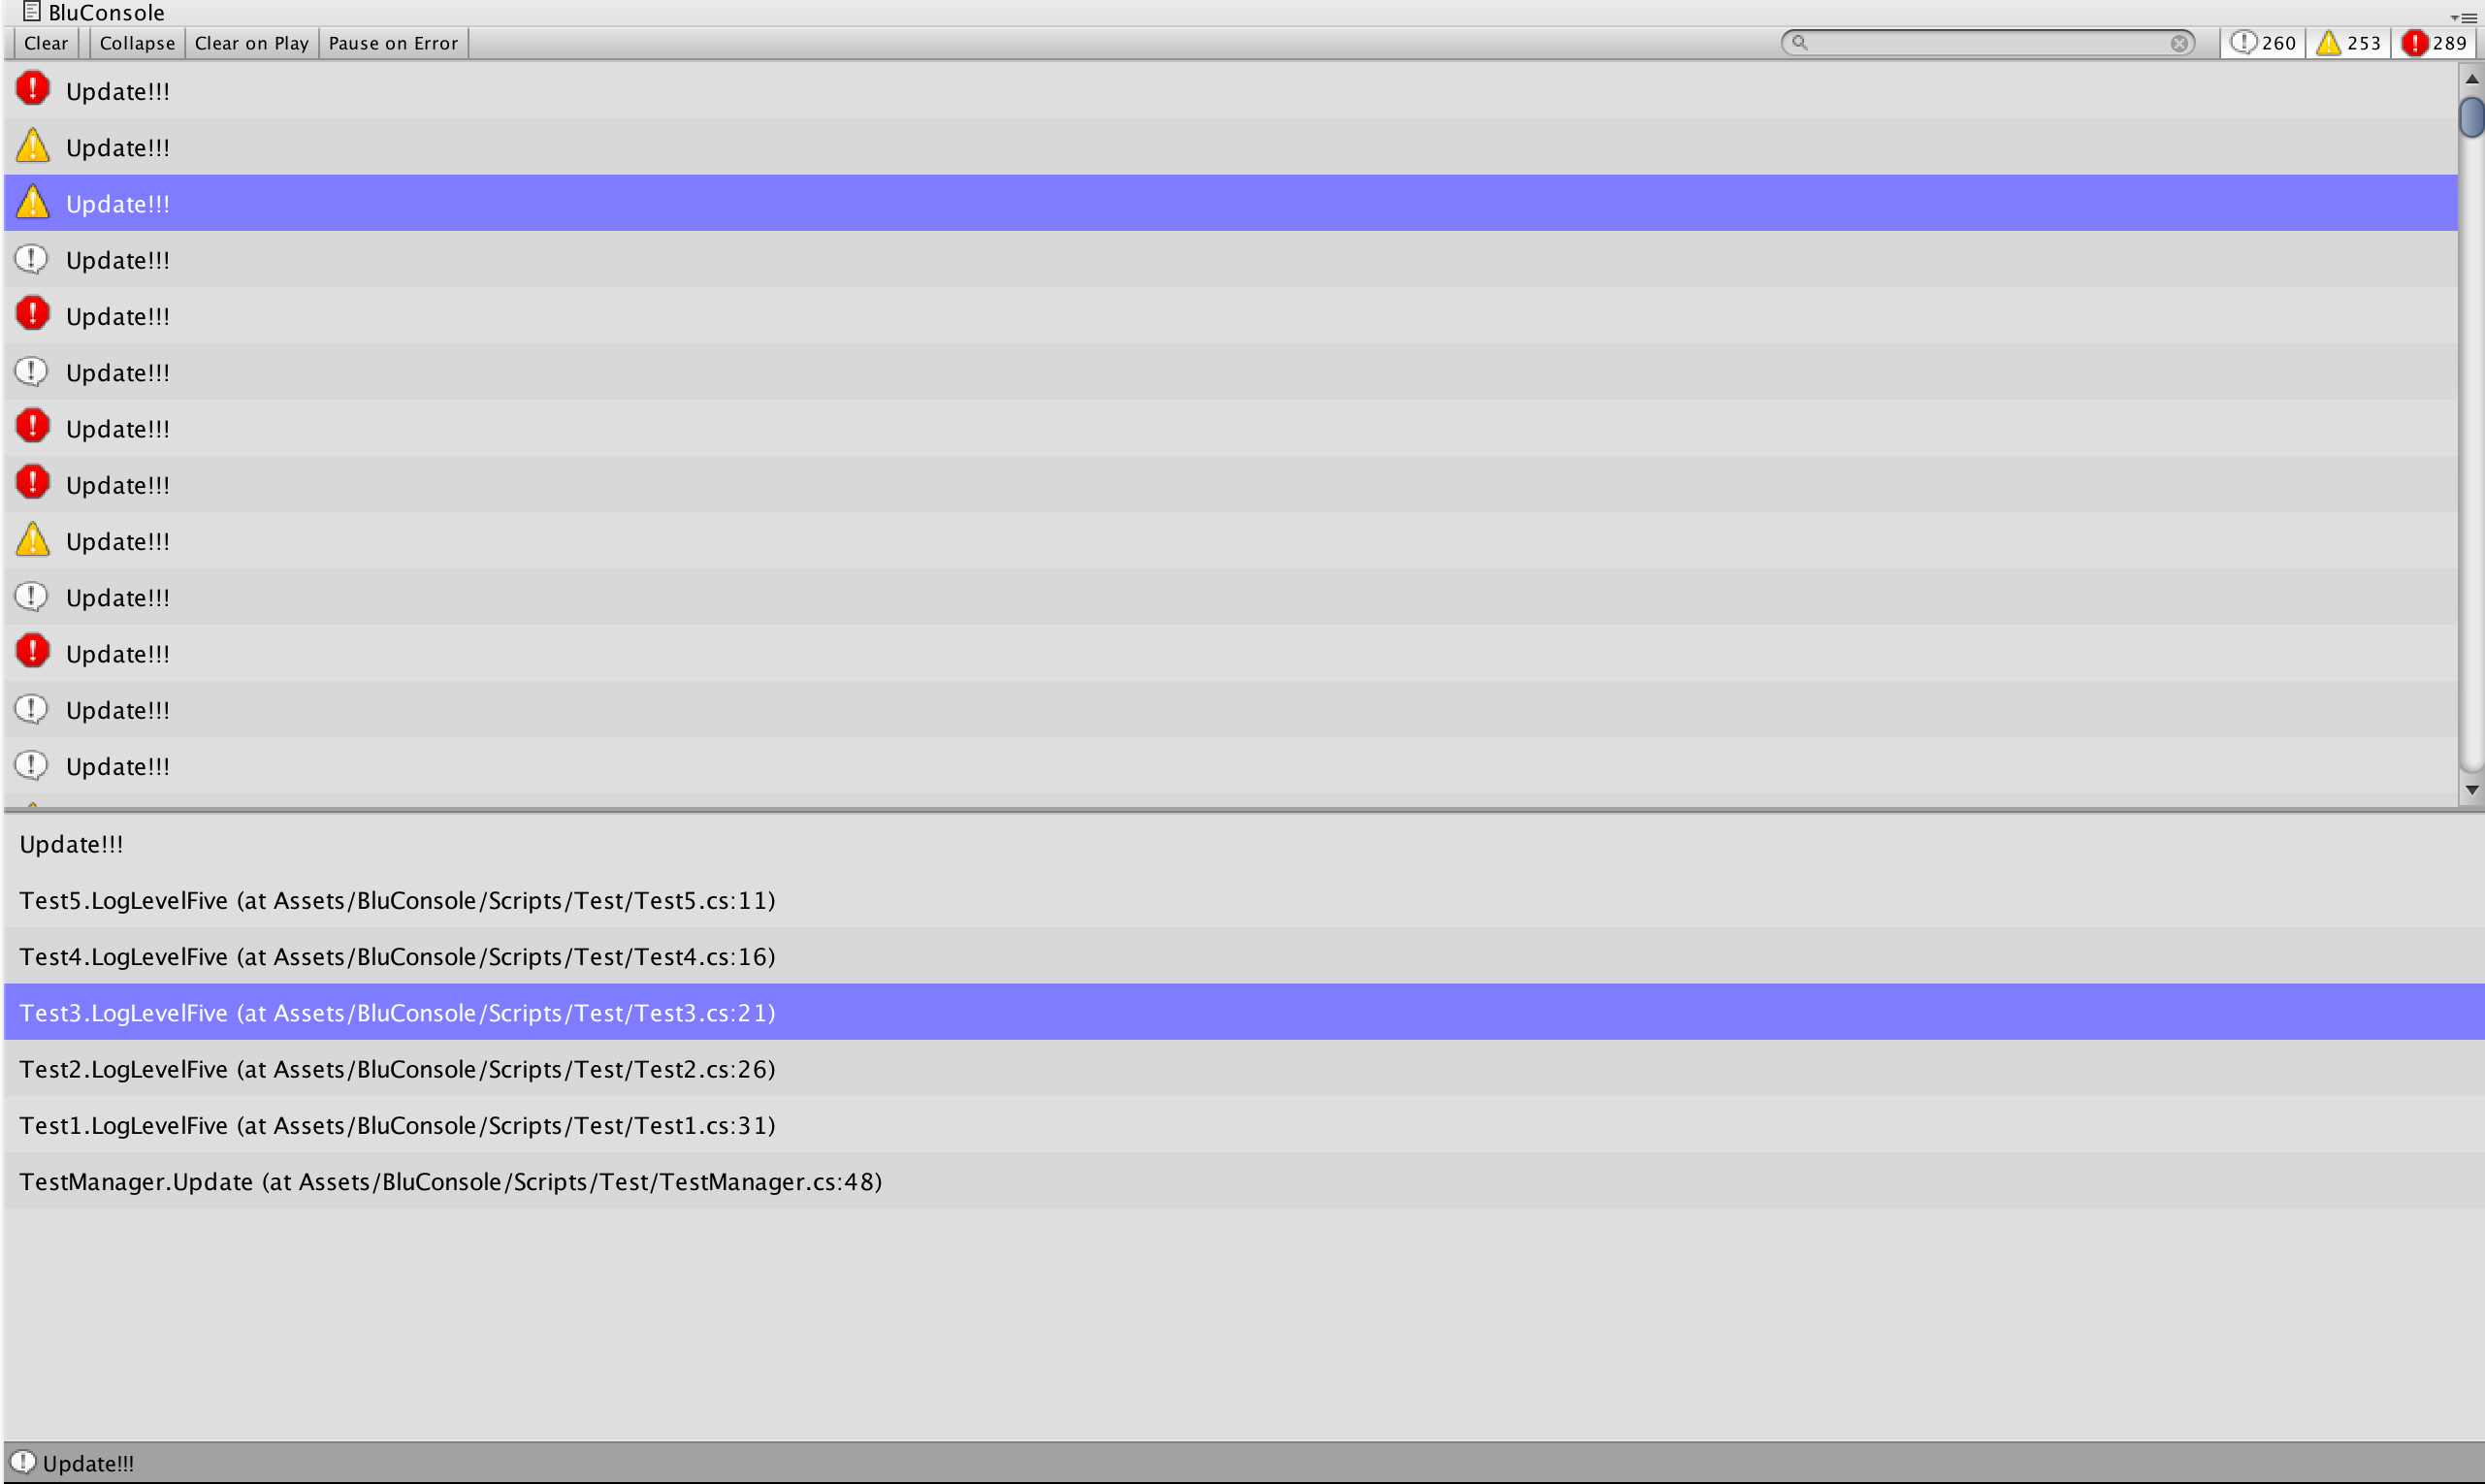 BluConsole
Clear Collapse Clear on Play Pause on Error 260 253 289
Update!!!
Update!!!
Update!!!
Update!!!
Update!!!
Update!!!
Update!!!
Update!!!
Update!!!
Update!!!
Update!!!
Update!!!
Update!!!
Update!!!
Test5.LogLevelFive (at Assets/BluConsole/Scripts/Test/Test5.cs:11)
Test4.LogLevelFive (at Assets/BluConsole/Scripts/Test/Test4.cs:16)
Test3.LogLevelFive (at Assets/BluConsole/Scripts/Test/Test3.cs:21)
Test2.LogLevelFive (at Assets/BluConsole/Scripts/Test/Test2.cs:26)
Test1.LogLevelFive (at Assets/BluConsole/Scripts/Test/Test1.cs:31)
TestManager.Update (at Assets/BluConsole/Scripts/Test/TestManager.cs:48)
Update!!!